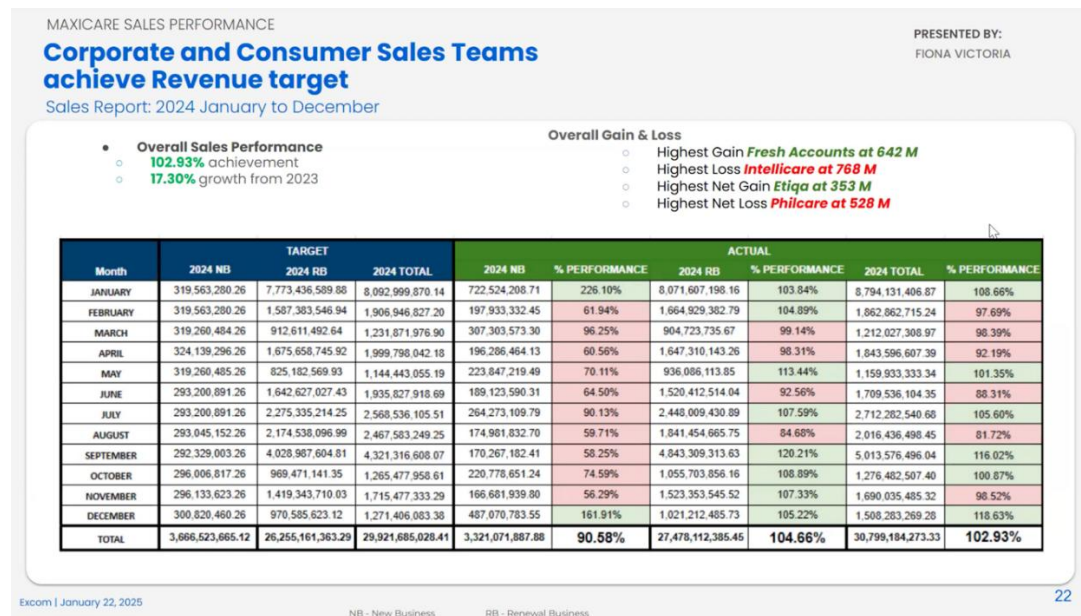 MAXICARE SALES PERFORMANCE
Corporate and Consumer Sales Teams
achieve Revenue target
Sales Report: 2024 January to December
PRESENTED BY:
FIONA VICTORIA
Overall Sales Performance
102.93% achievement
17.30% growth from 2023
Overall Gain & Loss
Highest Gain Fresh Accounts at 642 M
Highest Loss Intellicare at 768 M
Highest Net Gain Etiqa at 353 M
Highest Net Loss Philcare at 528 M
TARGET ACTUAL
Month 2024 NB 2024 RB 2024 TOTAL 2024 NB % PERFORMANCE 2024 RB % PERFORMANCE 2024 TOTAL % PERFORMANCE
JANUARY 319,563,280.26 7,773,436,589.88 8,092,999,870.14 722,524,208.71 226.10% 8,071,607,198.16 103.84% 8,794,131,406.87 108.66%
FEBRUARY 319,563,280.26 1,587,383,546.94 1,906,946,827.20 197,933,332.45 61.94% 1,664,929,382.79 104.89% 1,862,862,715.24 97.69%
MARCH 319,260,484.26 912,611,492.64 1,231,871,976.90 307,303,573.30 96.25% 904,723,735.67 99.14% 1,212,027,308.97 98.39%
APRIL 324,139,296.26 1,675,658,745.92 1,999,798,042.18 196,286,464.13 60.56% 1,647,310,143.26 98.31% 1,843,596,607.39 92.19%
MAY 319,260,485.26 825,182,569.93 1,144,443,055.19 223,847,219.49 70.11% 936,086,113.85 113.44% 1,159,933,333.34 101.35%
JUNE 293,200,891.26 1,642,627,027.43 1,935,827,918.69 189,123,590.31 64.50% 1,520,412,514.04 92.56% 1,709,536,104.35 88.31%
JULY 293,200,891.26 2,275,335,214.25 2,568,536,105.51 264,273,109.79 90.13% 2,448,009,430.89 107.59% 2,712,282,540.68 105.60%
AUGUST 293,045,152.26 2,174,538,096.99 2,467,583,249.25 174,981,832.70 59.71% 1,841,454,665.75 84.68% 2,016,436,498.45 81.72%
SEPTEMBER 292,329,003.26 4,028,987,604.81 4,321,316,608.07 170,267,182.41 58.25% 4,843,309,313.63 120.21% 5,013,576,496.04 116.02%
OCTOBER 296,006,817.26 969,471,141.35 1,265,477,958.61 220,778,651.24 74.59% 1,055,703,856.16 108.89% 1,276,482,507.40 100.87%
NOVEMBER 296,133,623.26 1,419,343,710.03 1,715,477,333.29 166,681,939.80 56.29% 1,523,353,545.52 107.33% 1,690,035,485.32 98.52%
DECEMBER 300,820,460.26 970,585,623.12 1,271,406,083.38 487,070,783.55 161.91% 1,021,212,485.73 105.22% 1,508,283,269.28 118.63%
TOTAL 3,666,523,665.12 26,255,161,363.29 29,921,685,028.41 3,321,071,887.88 90.58% 27,478,112,385.45 104.66% 30,799,184,273.33 102.93%
Excom | January 22, 2025
22
NB - New Business RB - Renewal Business